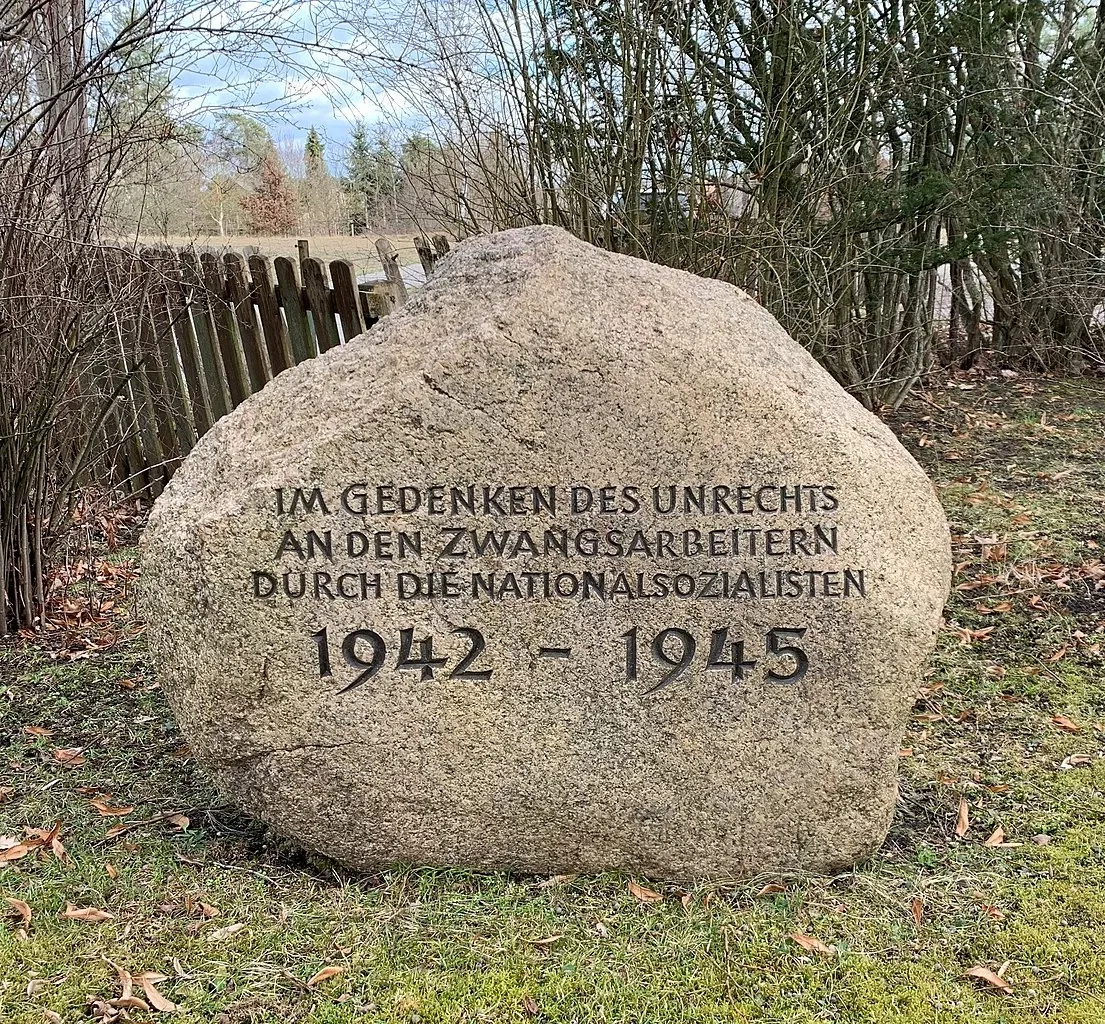 IM GEDENKEN DES UNRECHTS
AN DEN ZWANGSARBEITERN
DURCH DIE NATIONALSOZIALISTEN
1942 - 1945